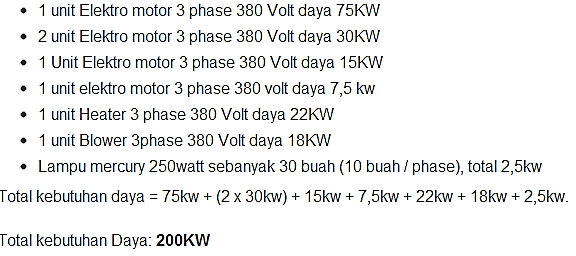 • 1 unit Elektro motor 3 phase 380 Volt daya 75KW
• 2 unit Elektro motor 3 phase 380 Volt daya 30KW
• 1 Unit Elektro motor 3 phase 380 Volt daya 15KW
• 1 unit elektro motor 3 phase 380 volt daya 7,5 kw
• 1 unit Heater 3 phase 380 Volt daya 22KW
• 1 unit Blower 3phase 380 Volt daya 18KW
• Lampu mercury 250watt sebanyak 30 buah (10 buah / phase), total 2,5kw
Total kebutuhan daya = 75kw + (2 x 30kw) + 15kw + 7,5kw + 22kw + 18kw + 2,5kw.
Total kebutuhan Daya: 200KW